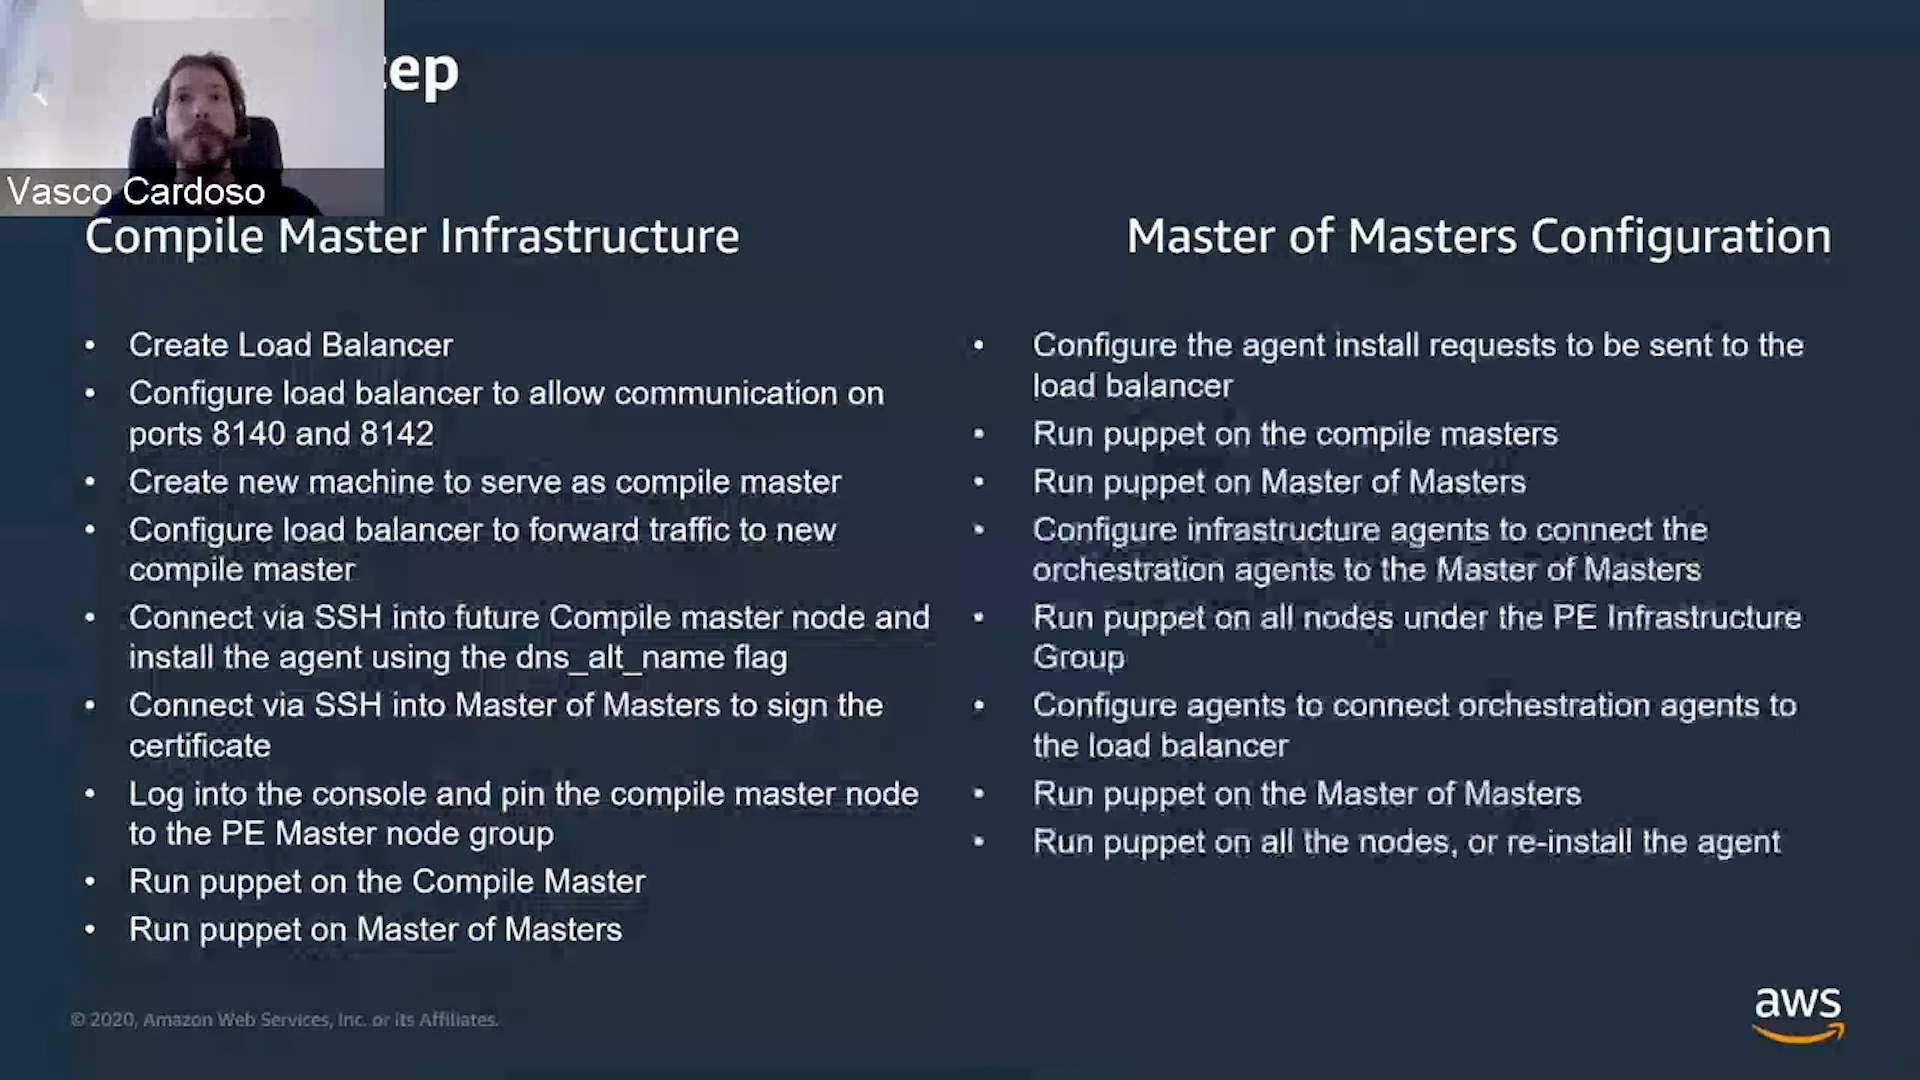 ep
Vasco Cardoso
Compile Master Infrastructure
• Create Load Balancer
• Configure load balancer to allow communication on
ports 8140 and 8142
• Create new machine to serve as compile master
• Configure load balancer to forward traffic to new
compile master
• Connect via SSH into future Compile master node and
install the agent using the dns_alt_name flag
• Connect via SSH into Master of Masters to sign the
certificate
• Log into the console and pin the compile master node
to the PE Master node group
• Run puppet on the Compile Master
• Run puppet on Master of Masters
Master of Masters Configuration
• Configure the agent install requests to be sent to the
load balancer
• Run puppet on the compile masters
• Run puppet on Master of Masters
• Configure infrastructure agents to connect the
orchestration agents to the Master of Masters
• Run puppet on all nodes under the PE Infrastructure
Group
• Configure agents to connect orchestration agents to
the load balancer
• Run puppet on the Master of Masters
• Run puppet on all the nodes, or re-install the agent
© 2020, Amazon Web Services, Inc. or its Affiliates.
aws